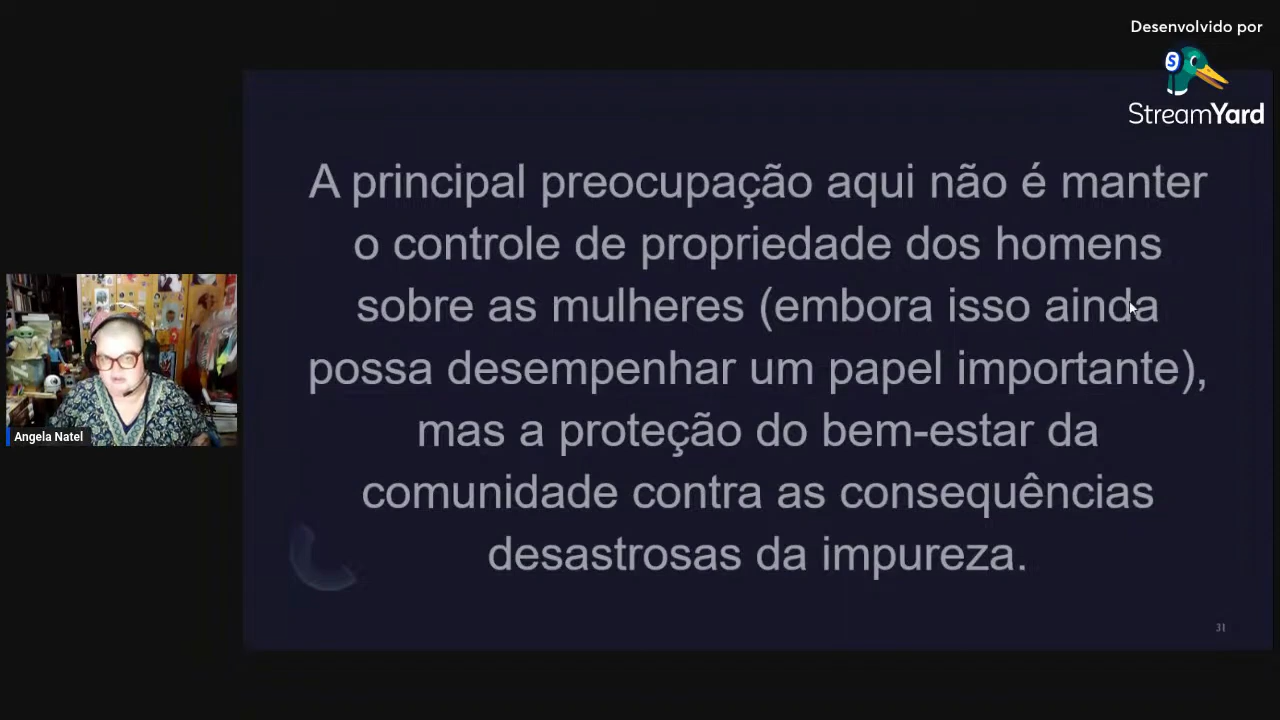 Desenvolvido por
StreamYard
A principal preocupação aqui não é manter
o controle de propriedade dos homens
sobre as mulheres (embora isso ainda
possa desempenhar um papel importante),
mas a proteção do bem-estar da
comunidade contra as consequências
desastrosas da impureza.
Angela Natel
31